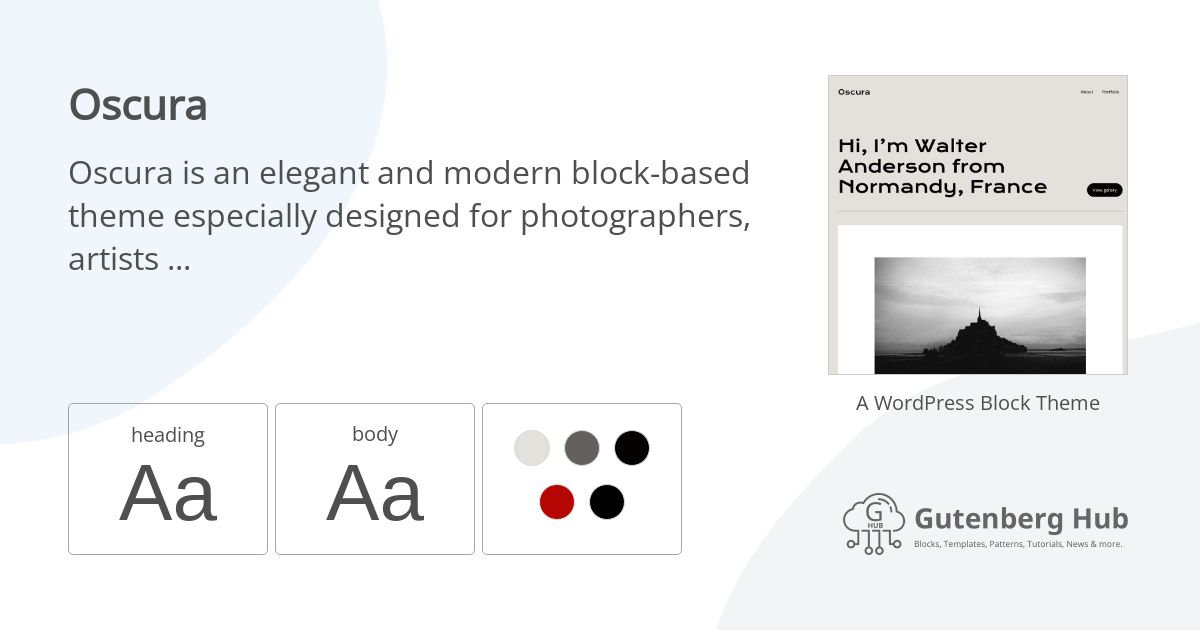 Oscura
Oscura is an elegant and modern block-based
theme especially designed for photographers,
artists ...
heading
Aa
body
Aa
Oscura
About Portfolio
Hi, I’m Walter
Anderson from
Normandy, France
View gallery
A WordPress Block Theme
G
HUB
Gutenberg Hub
Blocks, Templates, Patterns, Tutorials, News & more.